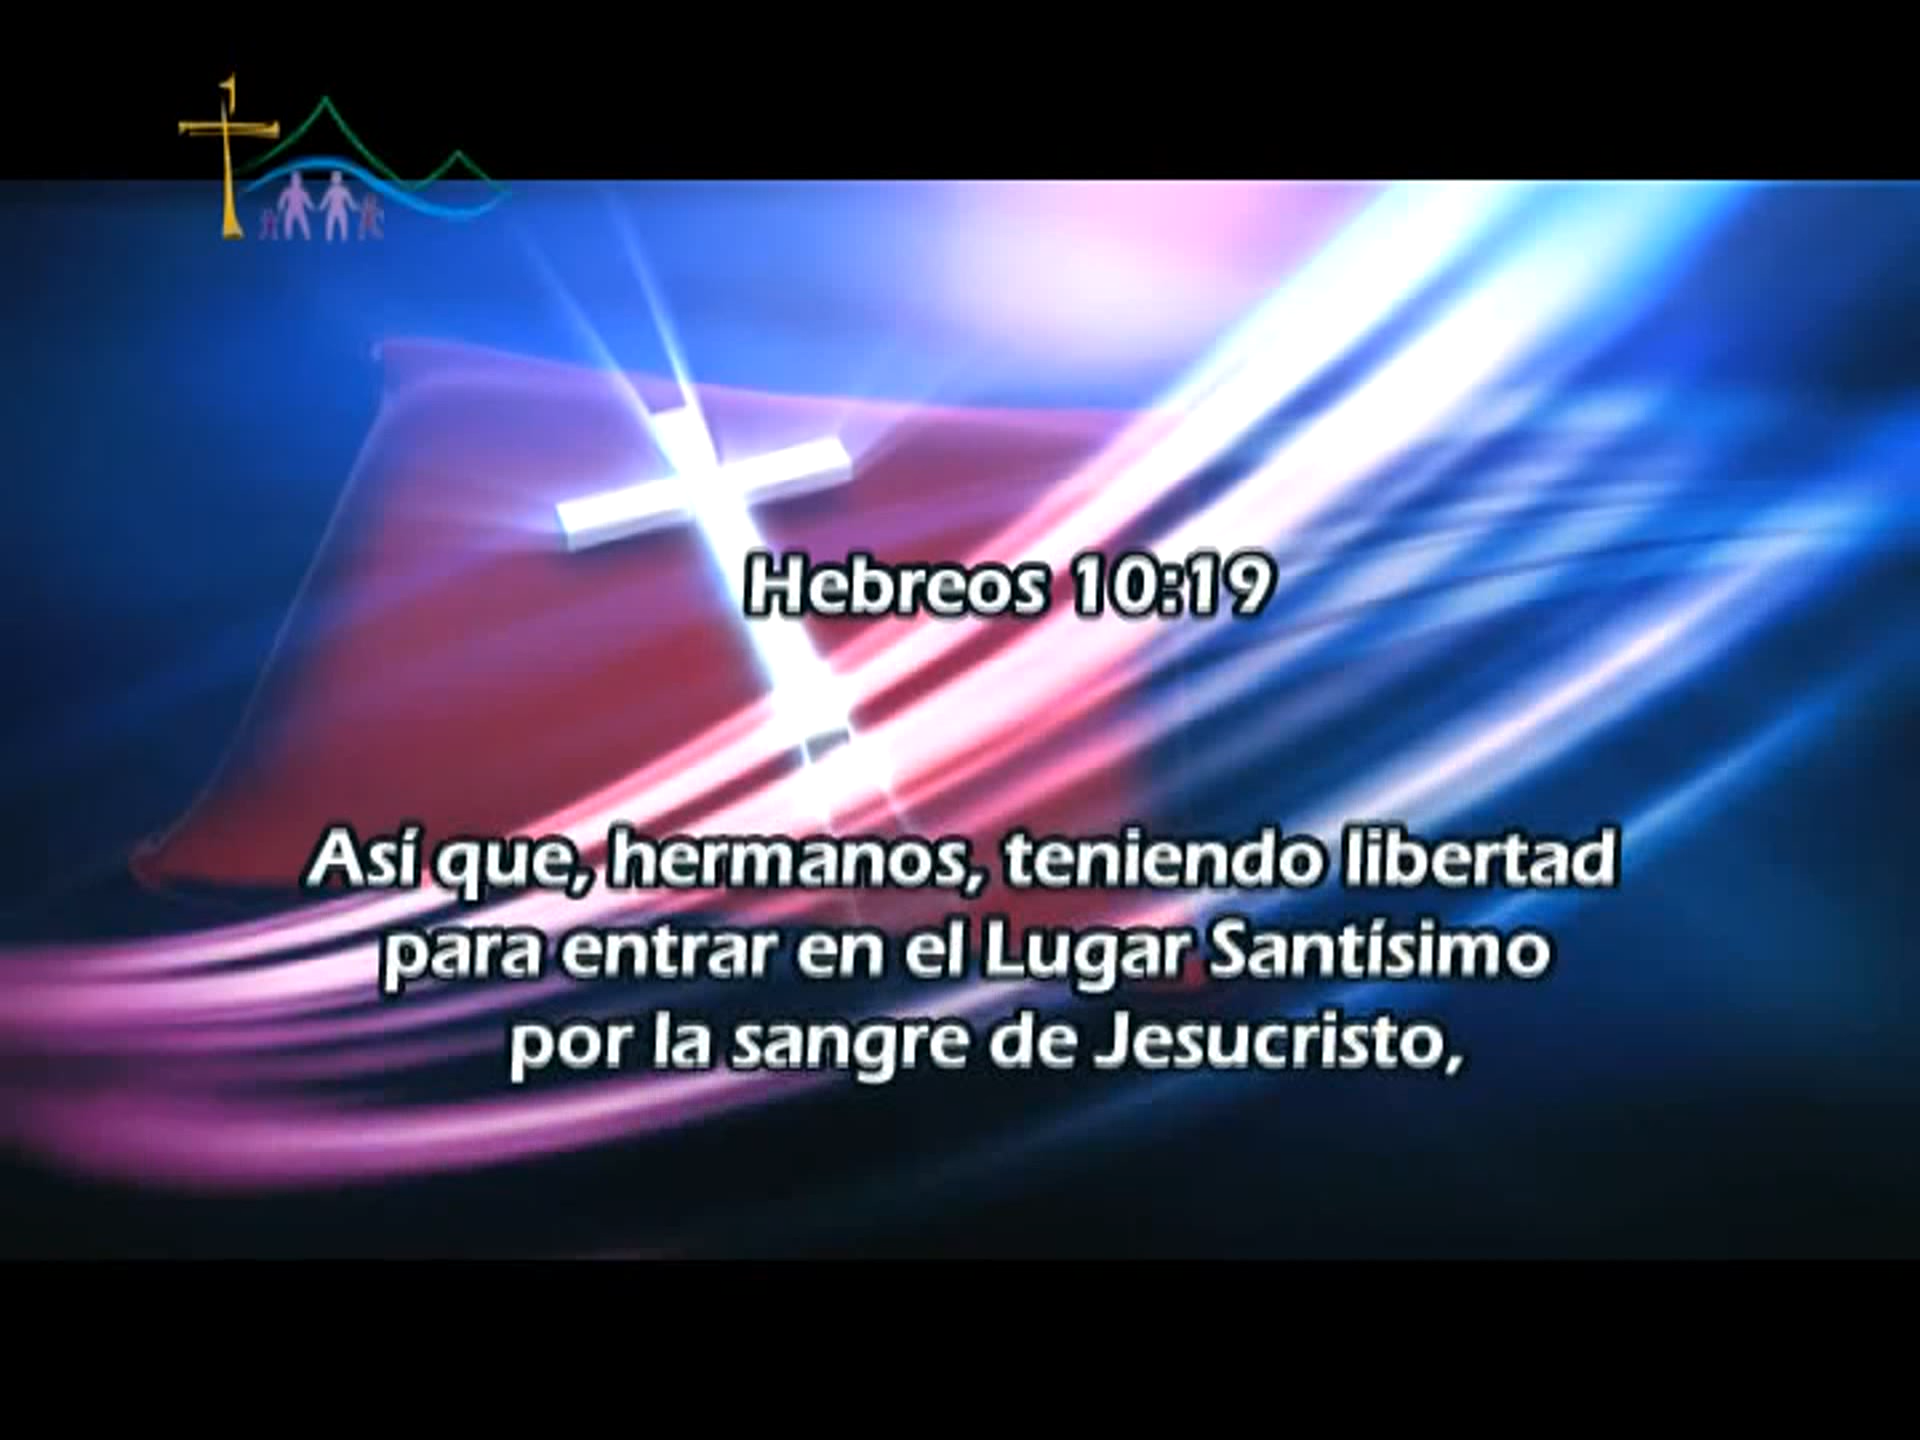 Hebreos 10:19
Así que, hermanos, teniendo libertad
para entrar en el Lugar Santísimo
por la sangre de Jesucristo,